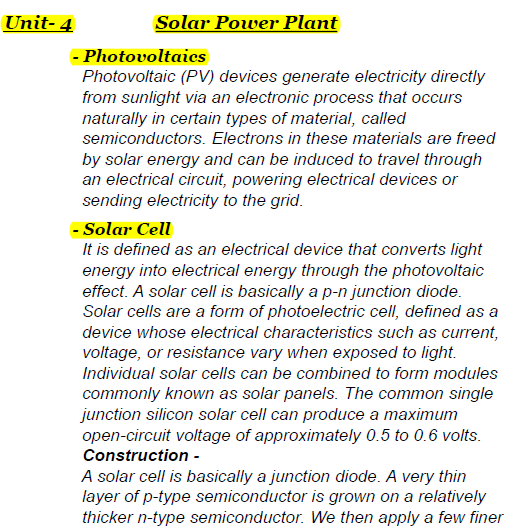 Unit- 4 Solar Power Plant
- Photovoltaics
Photovoltaic (PV) devices generate electricity directly
from sunlight via an electronic process that occurs
naturally in certain types of material, called
semiconductors. Electrons in these materials are freed
by solar energy and can be induced to travel through
an electrical circuit, powering electrical devices or
sending electricity to the grid.
- Solar Cell
It is defined as an electrical device that converts light
energy into electrical energy through the photovoltaic
effect. A solar cell is basically a p-n junction diode.
Solar cells are a form of photoelectric cell, defined as a
device whose electrical characteristics such as current,
voltage, or resistance vary when exposed to light.
Individual solar cells can be combined to form modules
commonly known as solar panels. The common single
junction silicon solar cell can produce a maximum
open-circuit voltage of approximately 0.5 to 0.6 volts.
Construction -
A solar cell is basically a junction diode. A very thin
layer of p-type semiconductor is grown on a relatively
thicker n-type semiconductor. We then apply a few finer